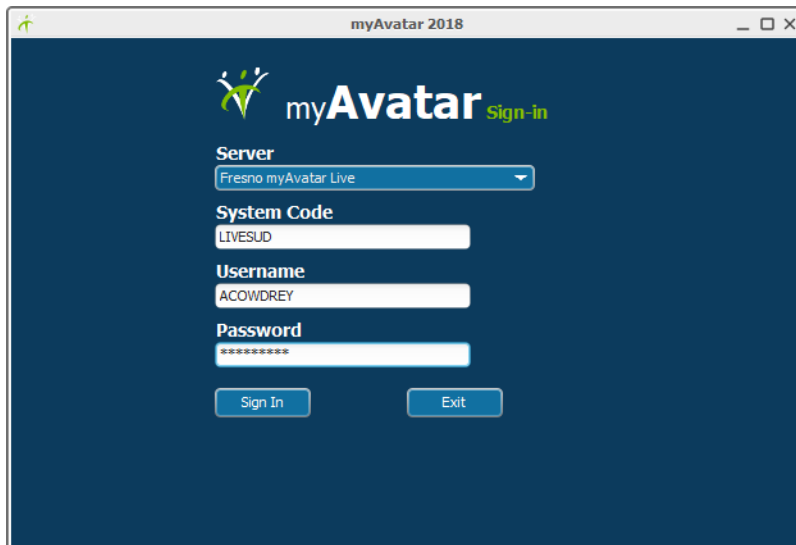 myAvatar 2018
myAvatar Sign-in
Server
Fresno myAvatar Live
System Code
LIVESUD
Username
ACOWDREY
Password
*********
Sign In
Exit